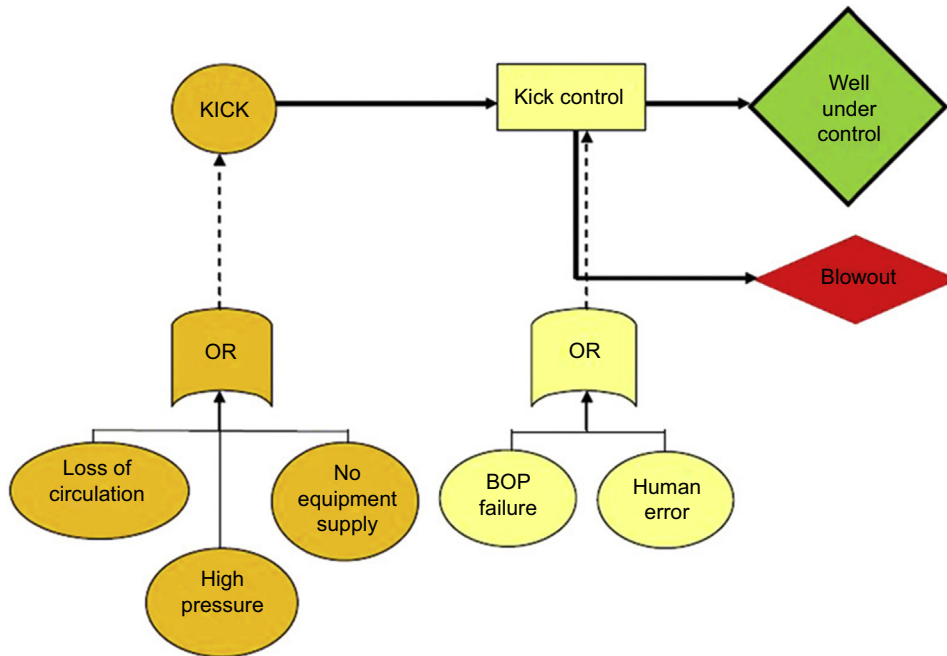 KICK
Kick control
Well
under
control
Blowout
OR
OR
Loss of
circulation
No
equipment
supply
BOP
failure
Human
error
High
pressure